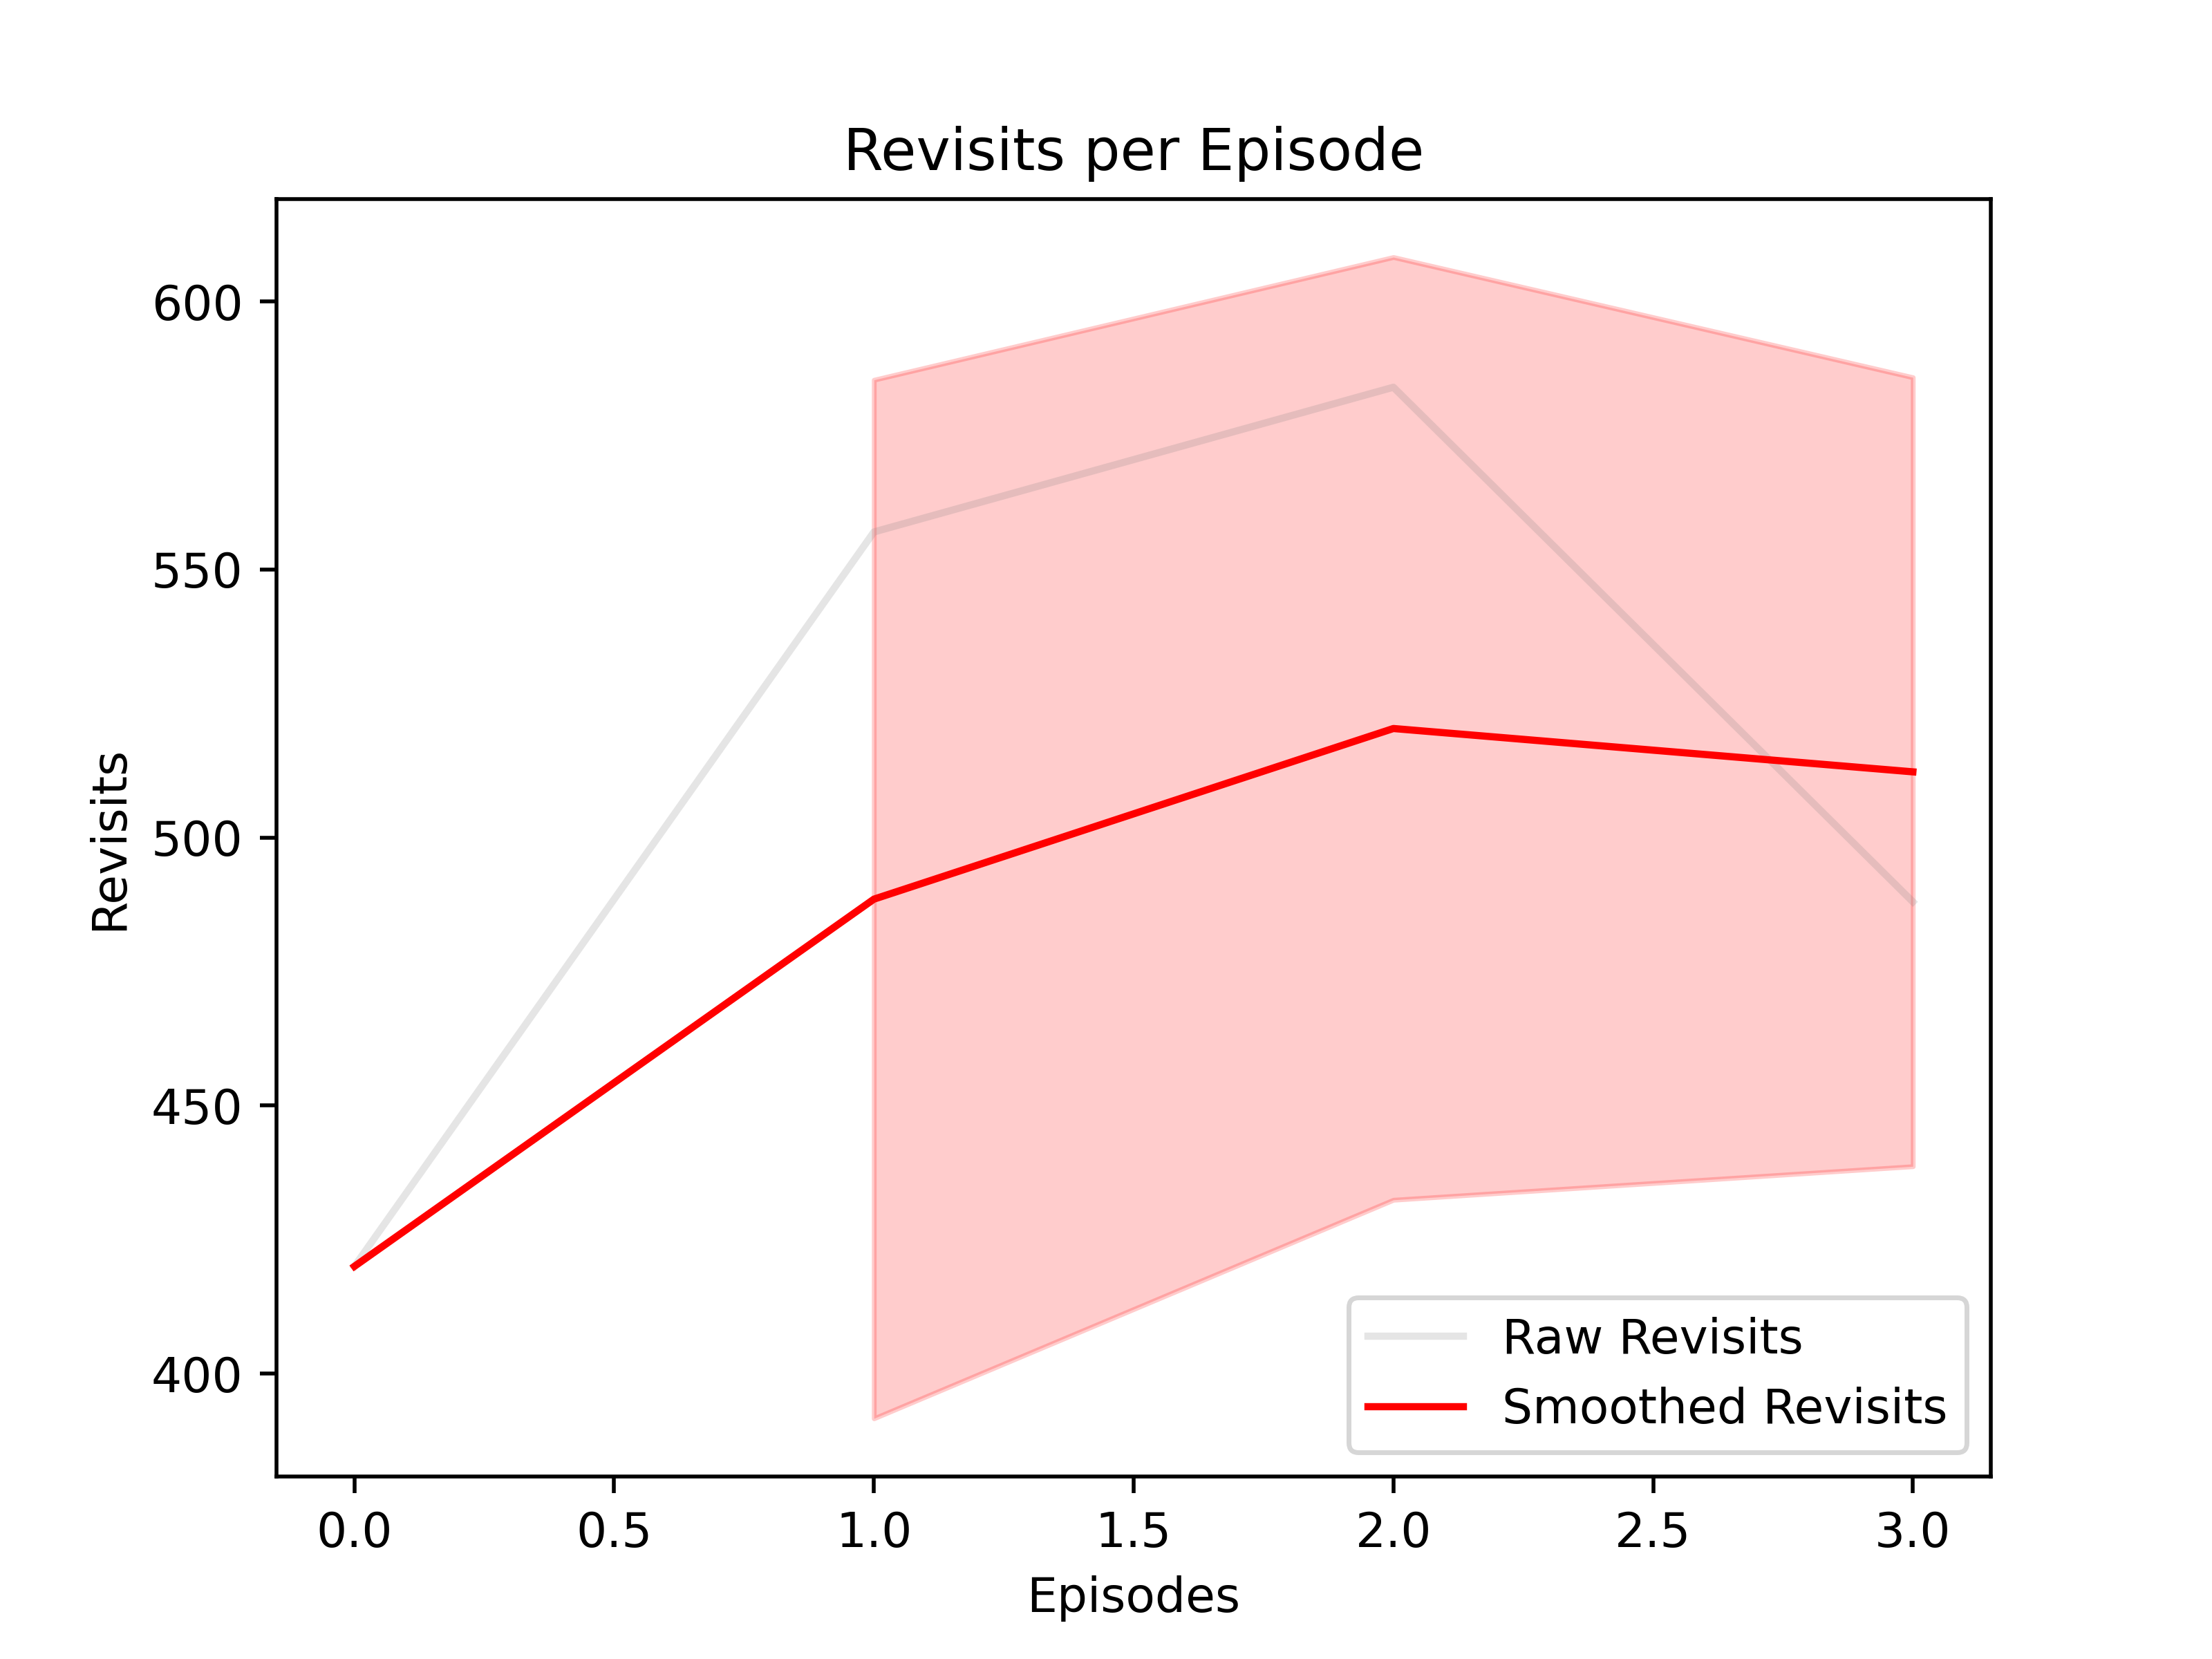 Revisits per Episode
600
550
500
450
400
Revisits
0.0 0.5 1.0 1.5 2.0 2.5 3.0
Episodes
Raw Revisits
Smoothed Revisits